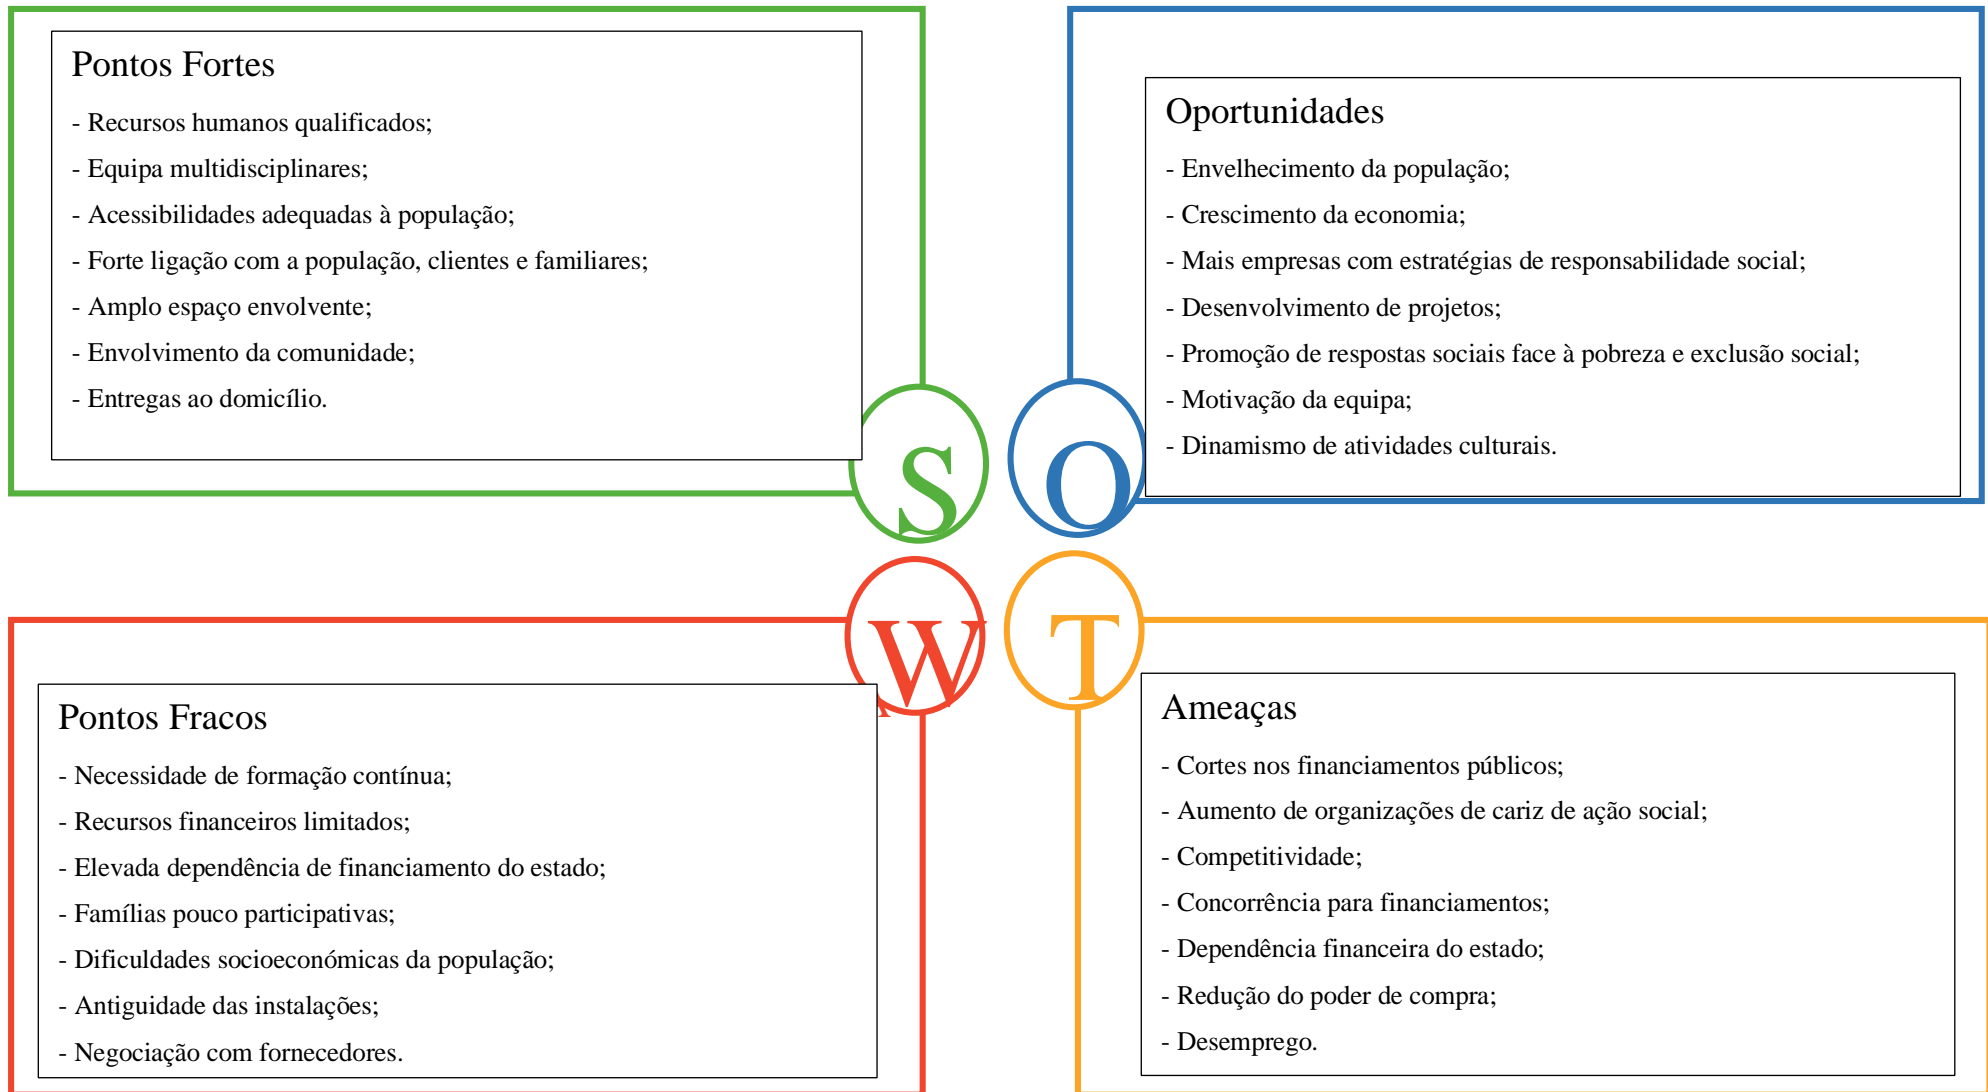 Pontos Fortes
- Recursos humanos qualificados;
- Equipa multidisciplinares;
- Acessibilidades adequadas à população;
- Forte ligação com a população, clientes e familiares;
- Amplo espaço envolvente;
- Envolvimento da comunidade;
- Entregas ao domicílio.
S
Oportunidades
- Envelhecimento da população;
- Crescimento da economia;
- Mais empresas com estratégias de responsabilidade social;
- Desenvolvimento de projetos;
- Promoção de respostas sociais face à pobreza e exclusão social;
- Motivação da equipa;
- Dinamismo de atividades culturais.
O
W
Pontos Fracos
- Necessidade de formação contínua;
- Recursos financeiros limitados;
- Elevada dependência de financiamento do estado;
- Famílias pouco participativas;
- Dificuldades socioeconómicas da população;
- Antiguidade das instalações;
- Negociação com fornecedores.
T
Ameaças
- Cortes nos financiamentos públicos;
- Aumento de organizações de cariz de ação social;
- Competitividade;
- Concorrência para financiamentos;
- Dependência financeira do estado;
- Redução do poder de compra;
- Desemprego.